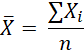 X̄ = ∑Xᵢ / n